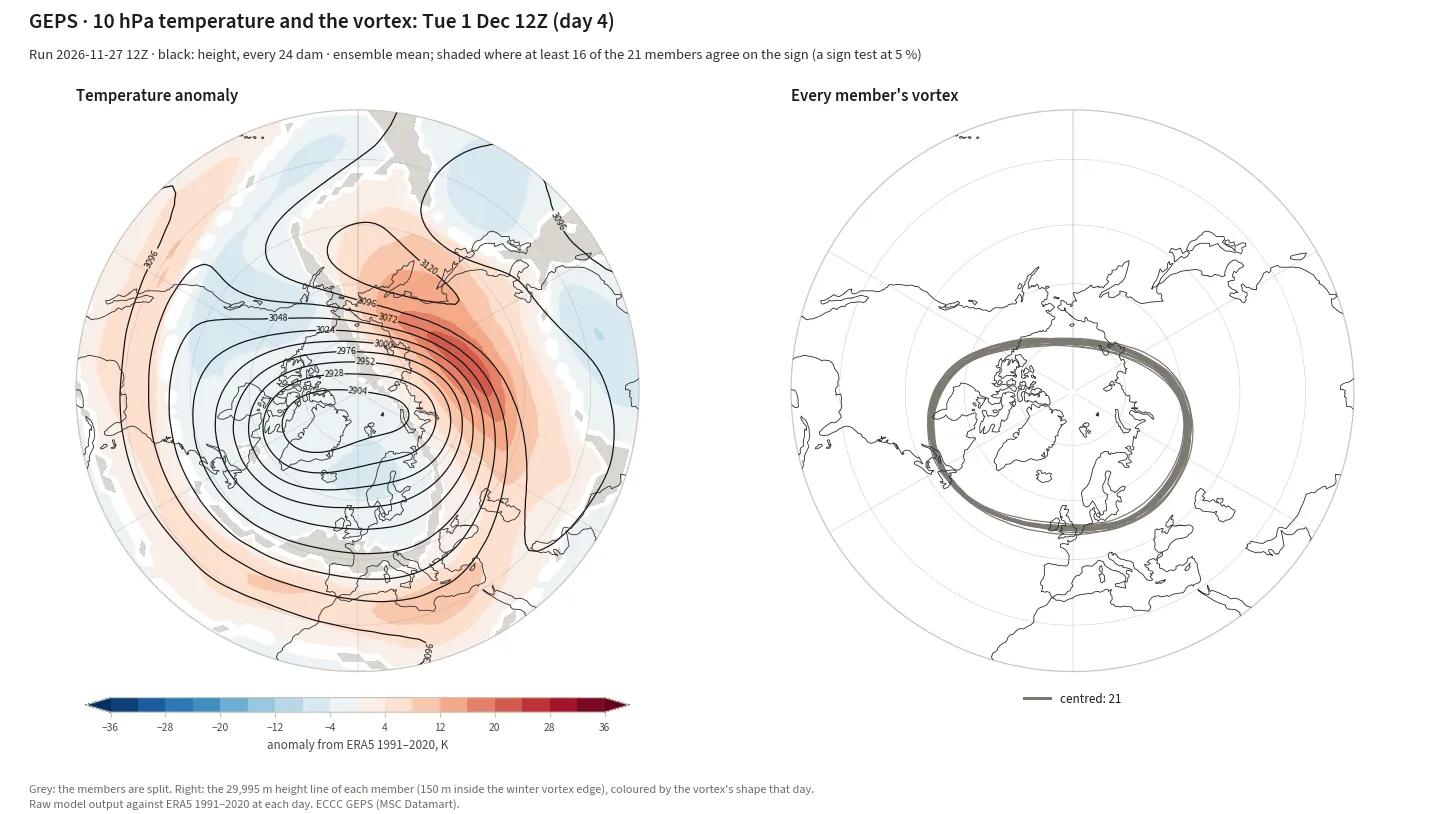 GEPS · 10 hPa temperature and the vortex: Tue 1 Dec 12Z (day 4)
Run 2026-11-27 12Z · black: height, every 24 dam · ensemble mean; shaded where at least 16 of the 21 members agree on the sign (a sign test at 5 %)
Temperature anomaly
Every member's vortex
3096
3096
3120
3096
3072
3048
3024
3000
2976
2952
2928
2904
3096
centred: 21
−36 −28 −20 −12 −4 4 12 20 28 36
anomaly from ERA5 1991–2020, K
Grey: the members are split. Right: the 29,995 m height line of each member (150 m inside the winter vortex edge), coloured by the vortex's shape that day.
Raw model output against ERA5 1991–2020 at each day. ECCC GEPS (MSC Datamart).